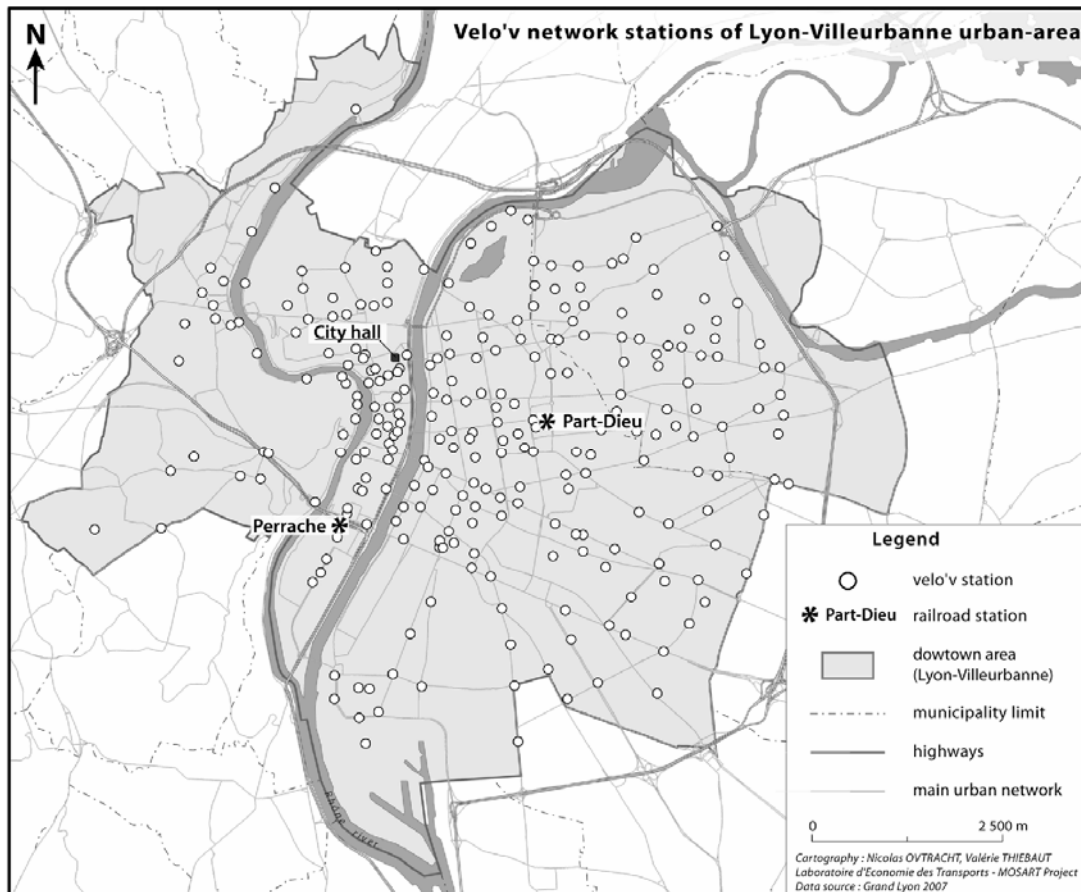 Velo'v network stations of Lyon-Villeurbanne urban-area
N
City hall
Part-Dieu
Perrache
Rhône river
Legend
velo'v station
Part-Dieu railroad station
dowtown area
(Lyon-Villeurbanne)
municipality limit
highways
main urban network
0 2 500 m
Cartography : Nicolas OVTRACHT, Valérie THIEBAUT
Laboratoire d'Economie des Transports - MOSART Project
Data source : Grand Lyon 2007